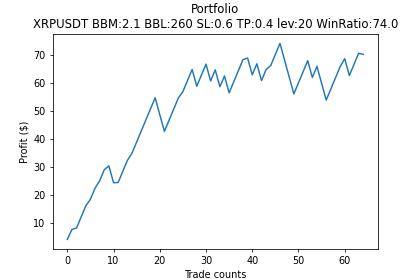 Portfolio
XRPUSDT BBM:2.1 BBL:260 SL:0.6 TP:0.4 lev:20 WinRatio:74.0
70
60
50
40
30
20
10
Profit ($)
0 10 20 30 40 50 60
Trade counts